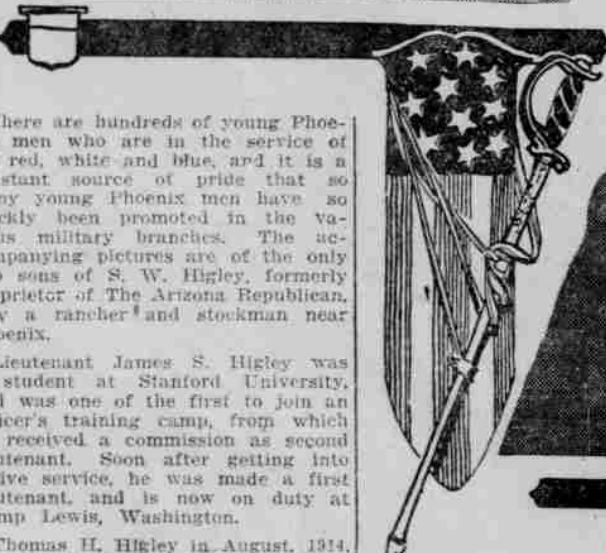 here are hundreds of young Phoe-
men who are in the service of
red, white and blue, and it is a
stant source of pride that so
ny young Phoenix men have so
ckly been promoted in the va-
us military branches. The ac-
mpanying pictures are of the only
o sons of S. W. Higley, formerly
prietor of The Arizona Republican,
w a rancher and stockman near
oenix.
Lieutenant James S. Higley was
student at Stanford University,
d was one of the first to join an
icer's training camp, from which
received a commission as second
utenant. Soon after getting into
ive service, he was made a first
utenant, and is now on duty at
mp Lewis, Washington.
Thomas H. Higley in August, 1914,